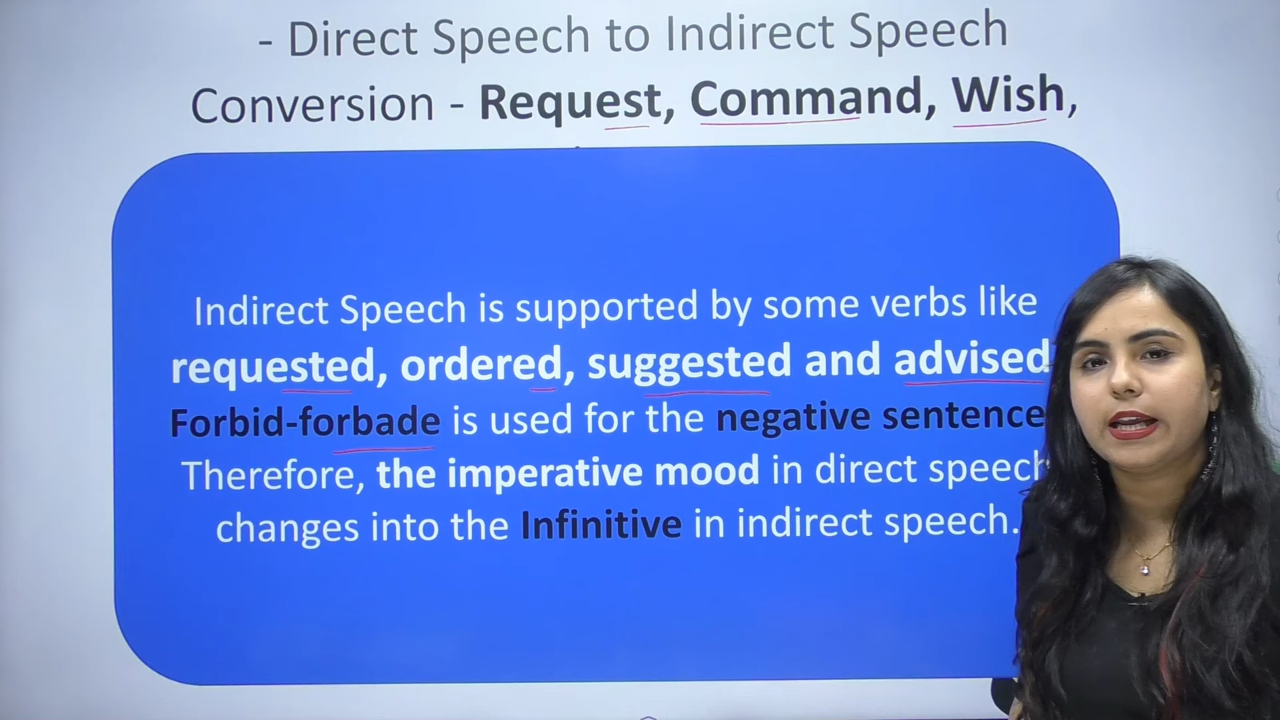 - Direct Speech to Indirect Speech
Conversion - Request, Command, Wish,
Indirect Speech is supported by some verbs like
requested, ordered, suggested and advised
Forbid-forbade is used for the negative sentence
Therefore, the imperative mood in direct speech
changes into the Infinitive in indirect speech.